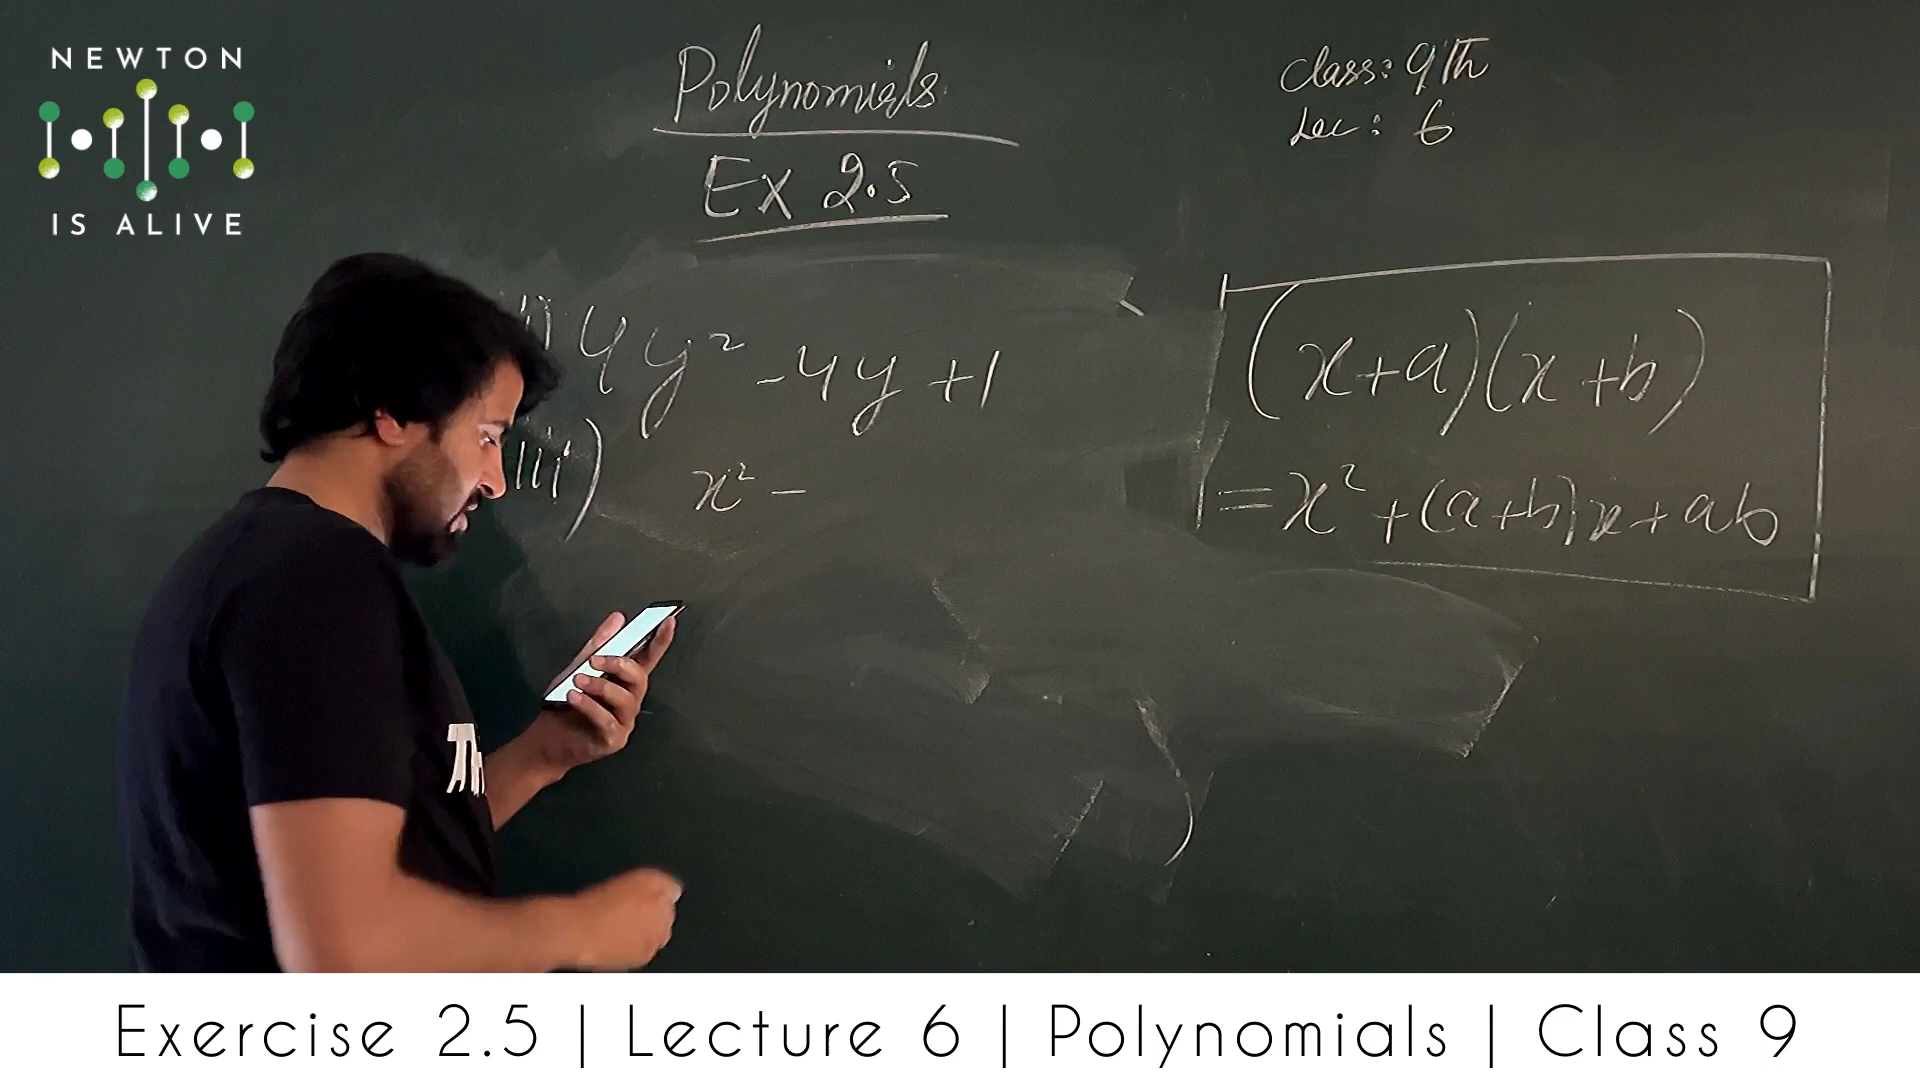 NEWTON
IS ALIVE
Polynomials
Ex 2.5
Class: 9Th
Lec: 6
i) 4y² - 4y + 1
iii) x² -
(x+a)(x+b)
= x² + (a+b)x + ab
Exercise 2.5 | Lecture 6 | Polynomials | Class 9